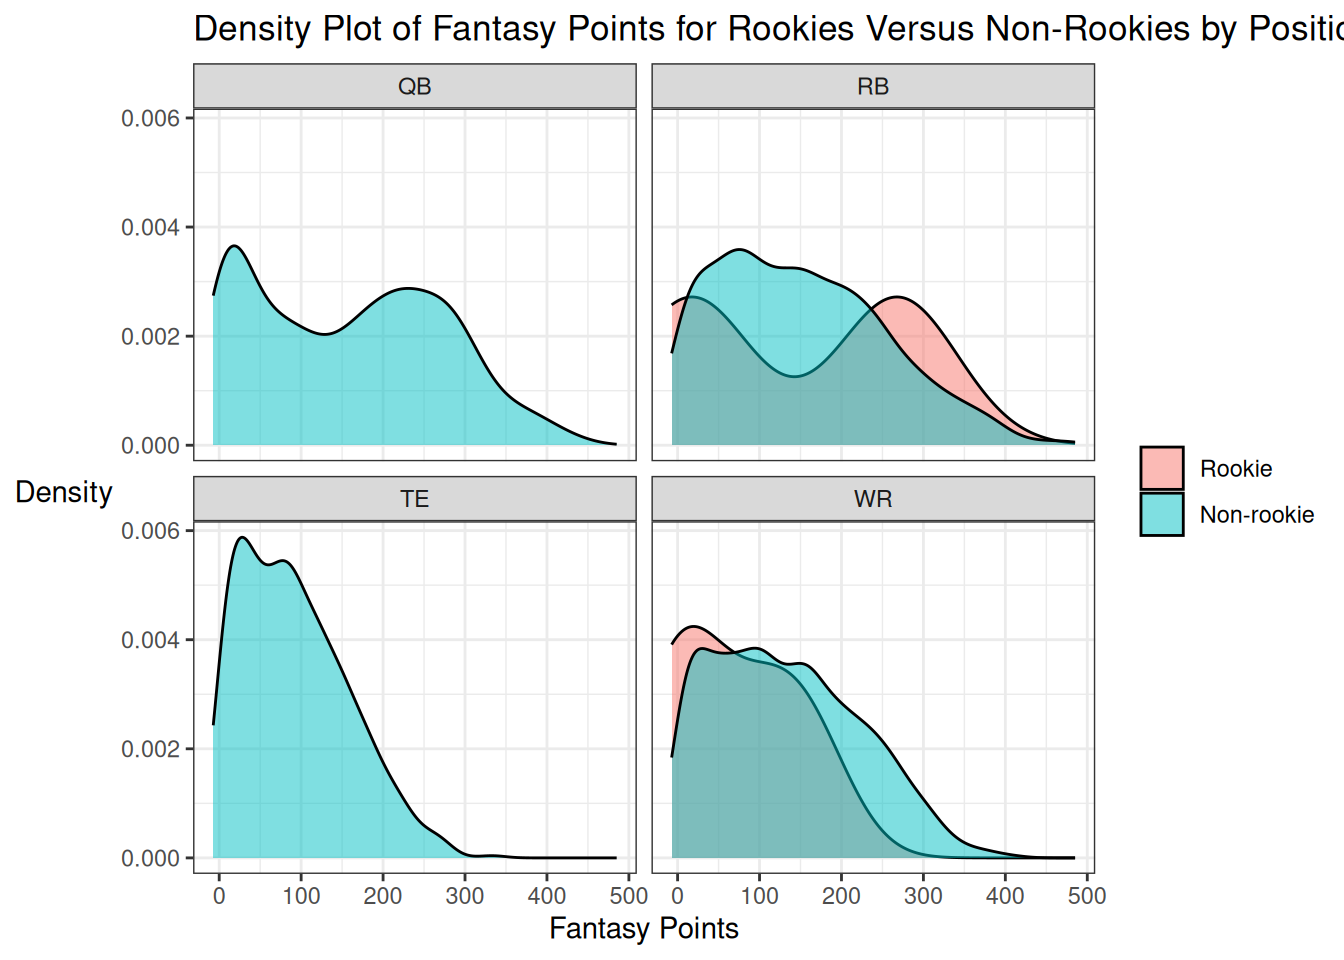 Density Plot of Fantasy Points for Rookies Versus Non-Rookies by Positio
QB
RB
0.006
0.004
0.002
0.000
Density
Rookie
Non-rookie
TE
WR
0.006
0.004
0.002
0.000
0 100 200 300 400 500 0 100 200 300 400 500
Fantasy Points